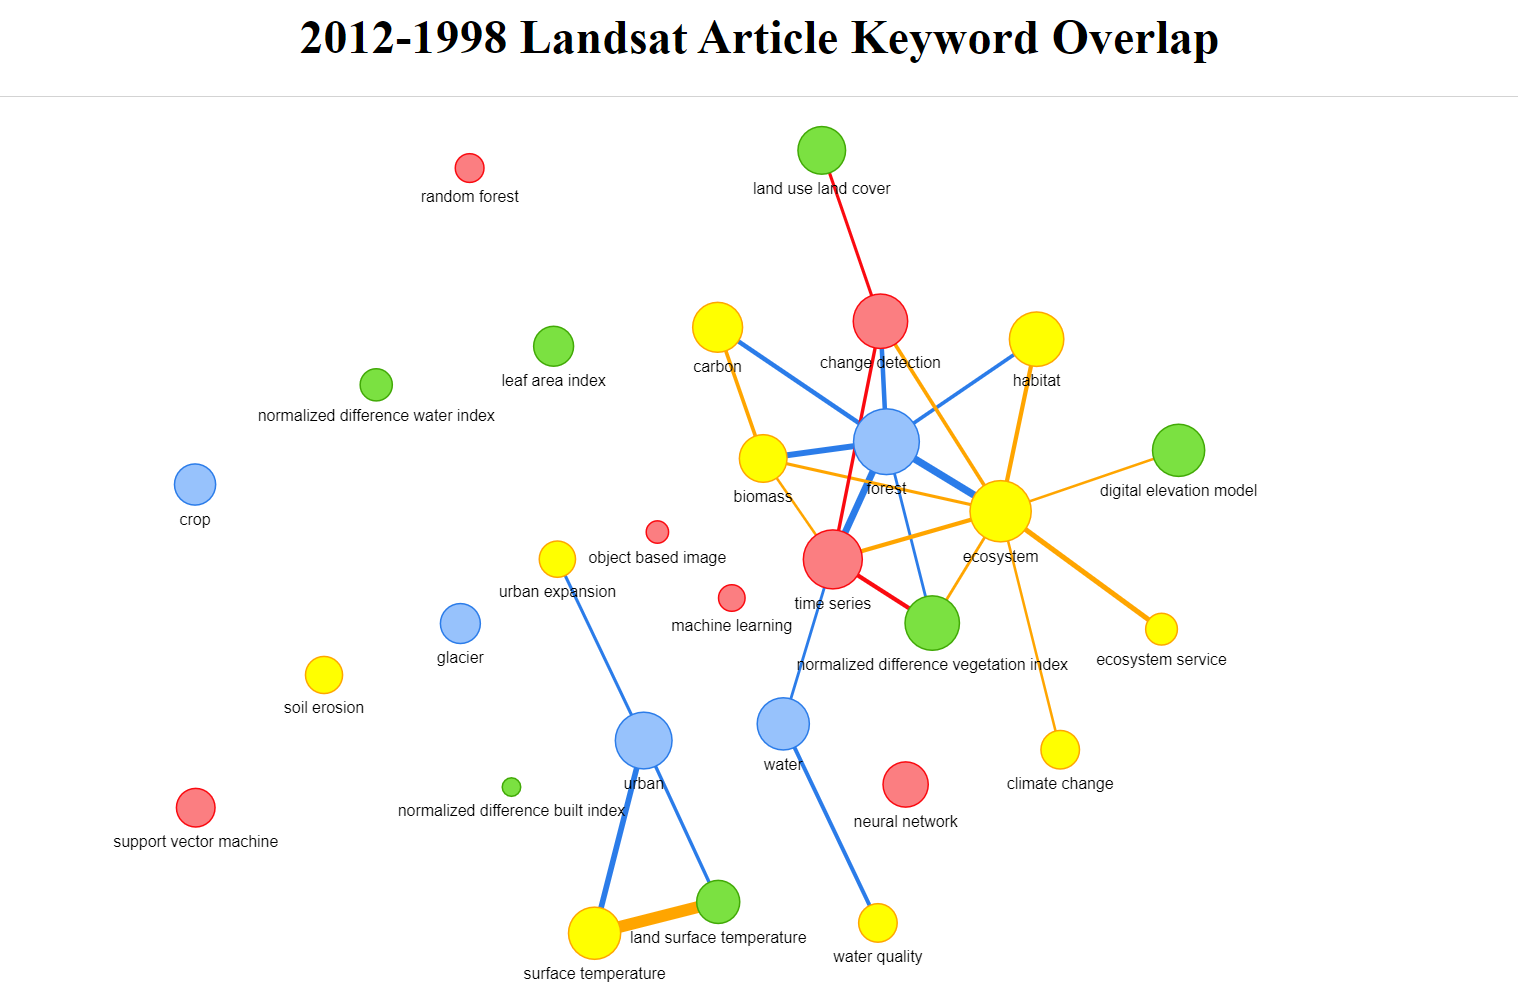 2012-1998 Landsat Article Keyword Overlap
land use land cover
random forest
carbon
change detection
habitat
leaf area index
normalized difference water index
forest
biomass
digital elevation model
crop
object based image
ecosystem
urban expansion
time series
machine learning
glacier
normalized difference vegetation index
ecosystem service
soil erosion
water
urban
climate change
normalized difference built index
neural network
support vector machine
land surface temperature
water quality
surface temperature